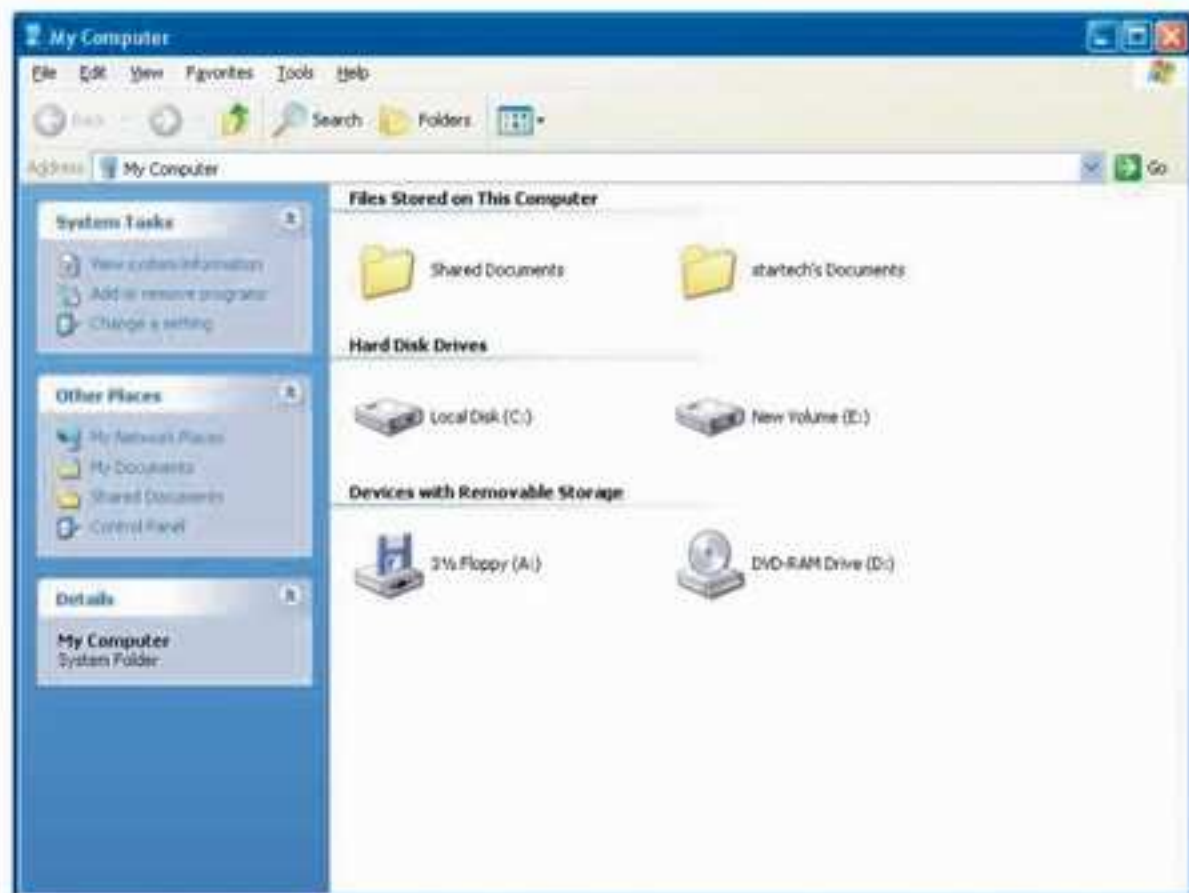 My Computer
File Edit View Favorites Tools Help
Back Search Folders
Address My Computer Go
System Tasks
View system information
Add or remove programs
Change a setting
Other Places
My Network Places
My Documents
Shared Documents
Control Panel
Details
My Computer
System Folder
Files Stored on This Computer
Shared Documents
startech's Documents
Hard Disk Drives
Local Disk (C:)
New Volume (E:)
Devices with Removable Storage
3½ Floppy (A:)
DVD-RAM Drive (D:)